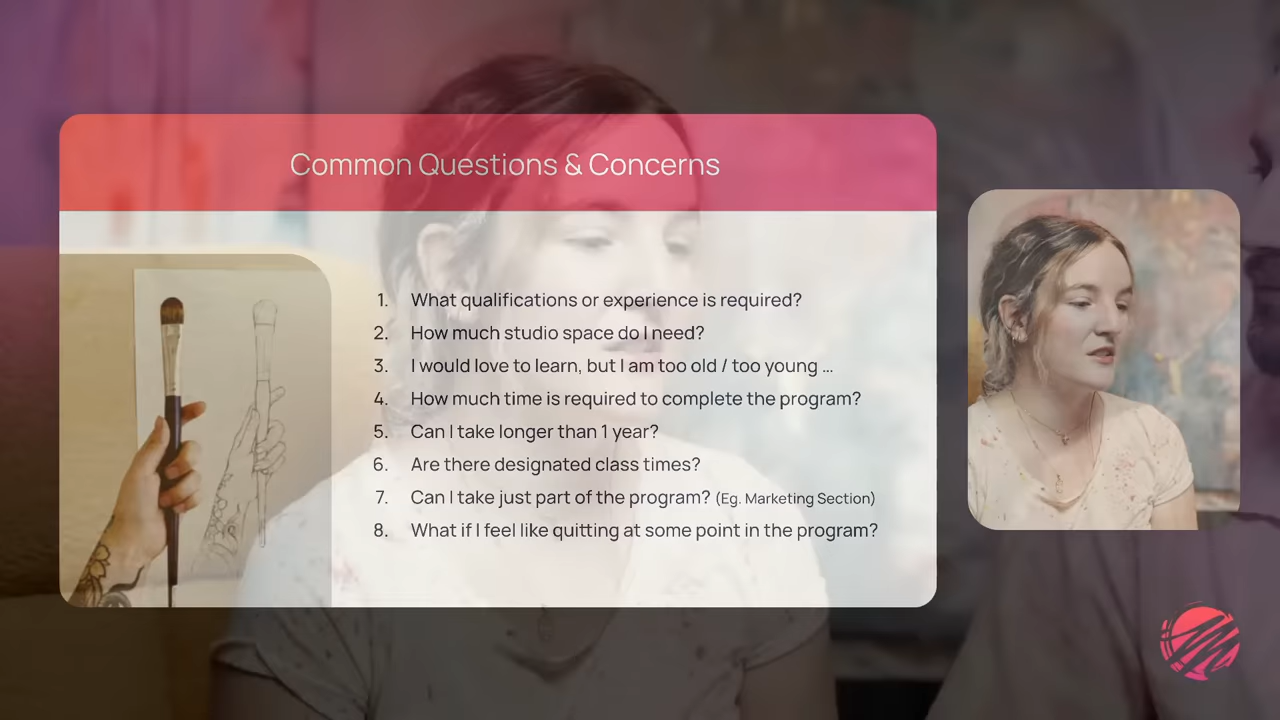 Common Questions & Concerns
1. What qualifications or experience is required?
2. How much studio space do I need?
3. I would love to learn, but I am too old / too young ...
4. How much time is required to complete the program?
5. Can I take longer than 1 year?
6. Are there designated class times?
7. Can I take just part of the program? (Eg. Marketing Section)
8. What if I feel like quitting at some point in the program?